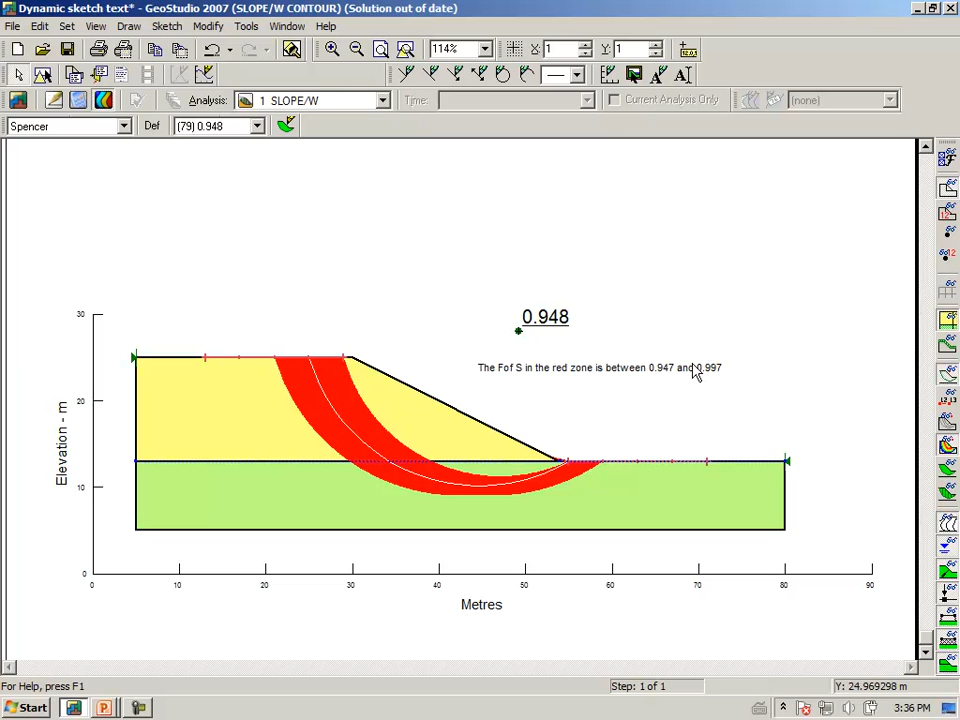 Dynamic sketch text* - GeoStudio 2007 (SLOPE/W CONTOUR) (Solution out of date)
File Edit Set View Draw Modify Tools Window Help
114% X: 1 Y: 1
Analysis: 1 SLOPE/W Time: Current Analysis Only (none)
Spencer Def (79) 0.948
0.948
The Fof S in the red zone is between 0.947 and 0.997
30
20
10
0
Elevation - m
0 10 20 30 40 50 60 70 80 90
Metres
For Help, press F1 Step: 1 of 1 Y: 24.969298 m
Start 3:36 PM